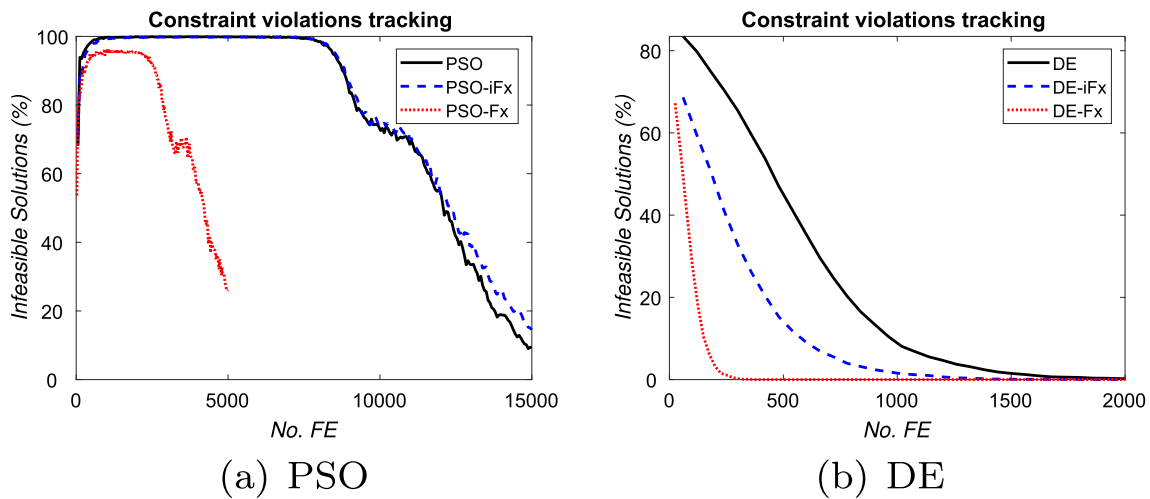 Constraint violations tracking
Infeasible Solutions (%)
100
80
60
40
20
0
PSO
PSO-iFx
PSO-Fx
0 5000 10000 15000
No. FE
(a) PSO
Constraint violations tracking
Infeasible Solutions (%)
80
60
40
20
0
DE
DE-iFx
DE-Fx
0 500 1000 1500 2000
No. FE
(b) DE